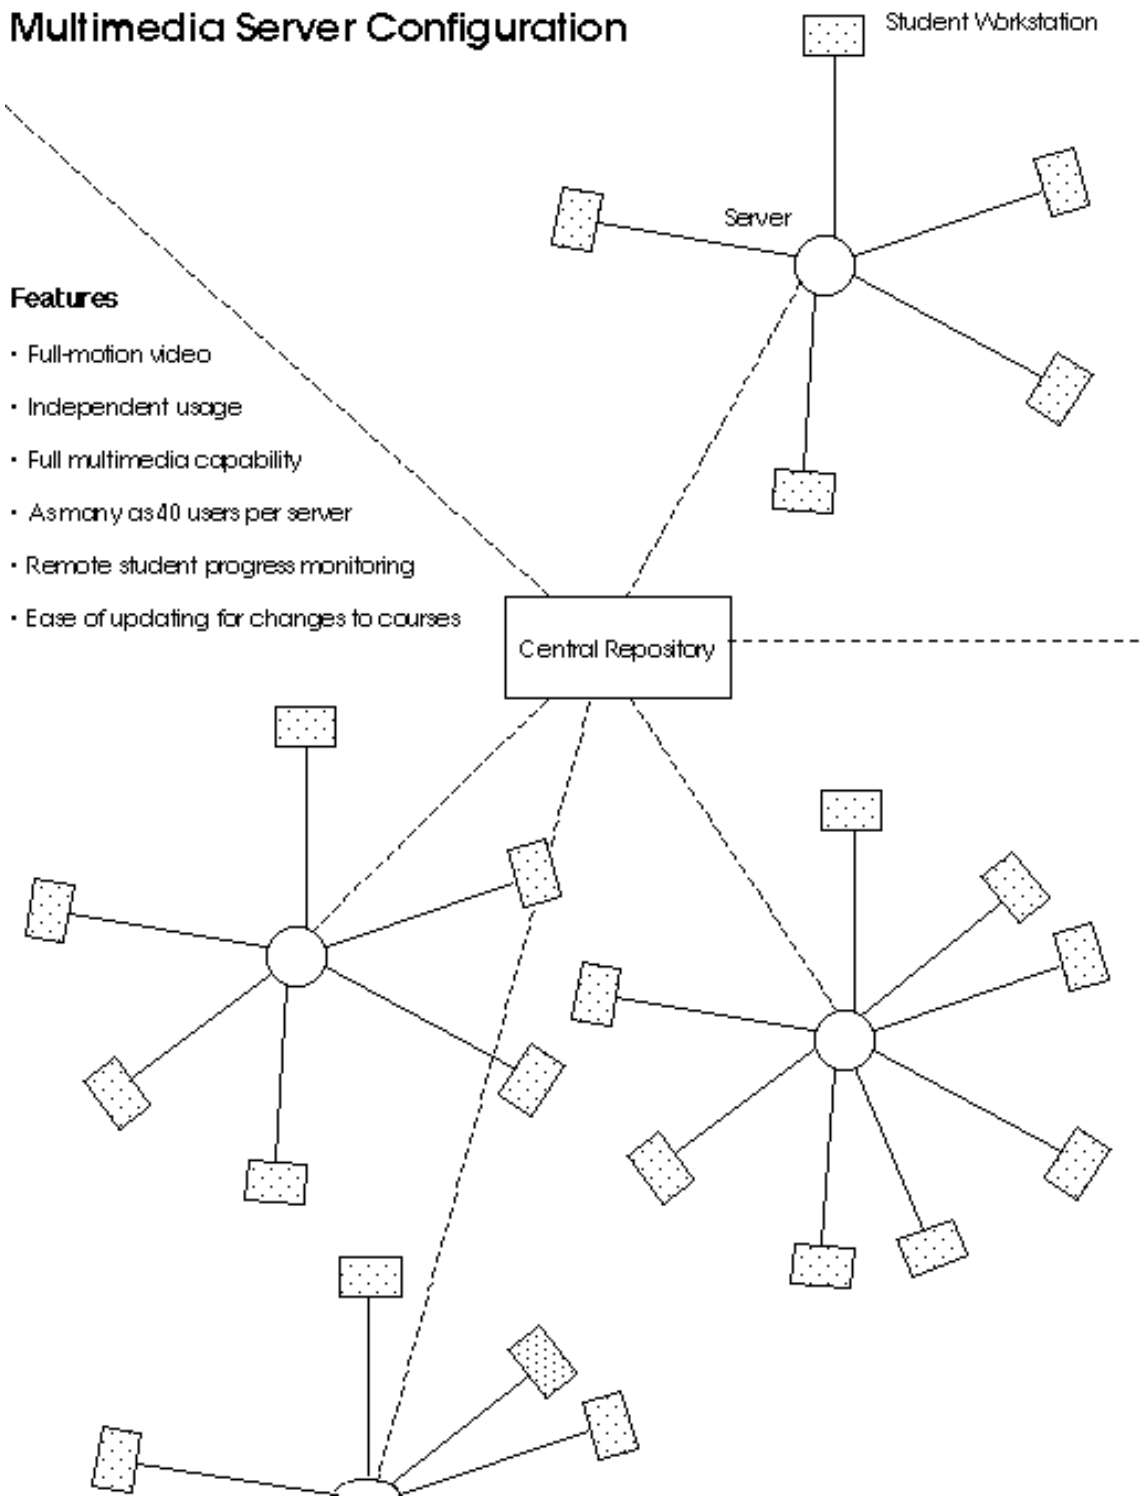 Multimedia Server Configuration
Student Workstation
Server
Features
· Full-motion video
· Independent usage
· Full multimedia capability
· As many as 40 users per server
· Remote student progress monitoring
· Ease of updating for changes to courses
Central Repository